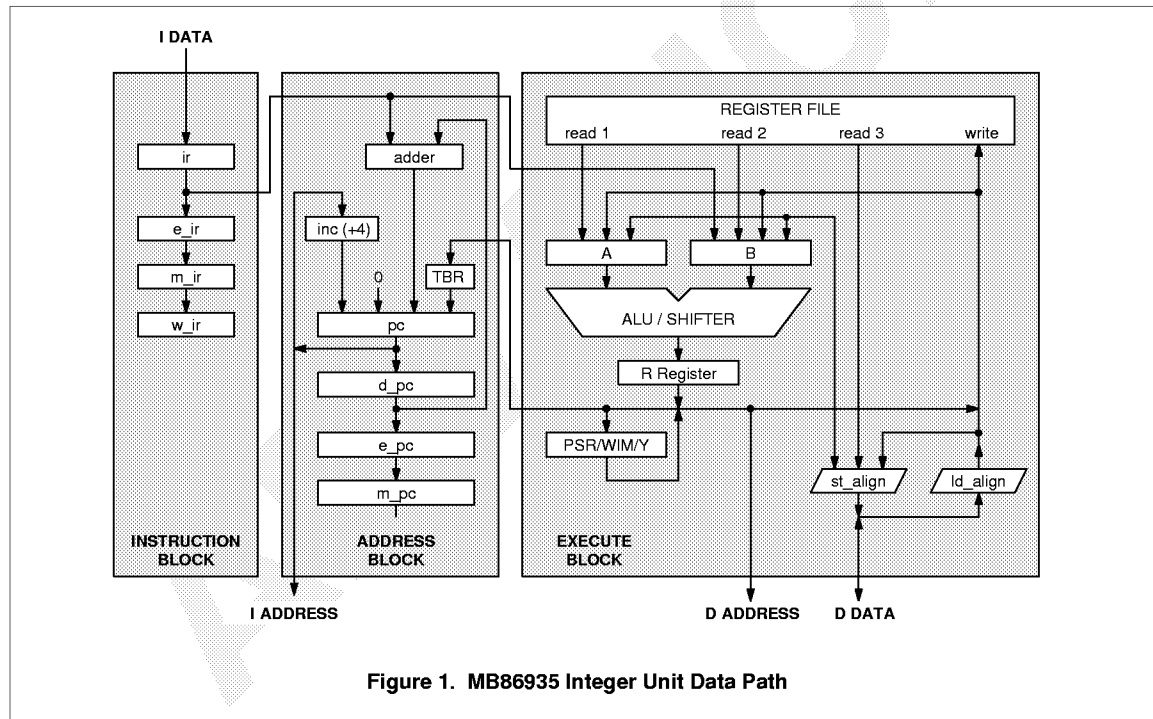 I DATA
REGISTER FILE
read 1 read 2 read 3 write
ir
adder
e_ir
inc (+4)
A
B
m_ir
0
TBR
w_ir
pc
ALU / SHIFTER
R Register
d_pc
e_pc
PSR/WIM/Y
st_align
ld_align
m_pc
INSTRUCTION
BLOCK
ADDRESS
BLOCK
EXECUTE
BLOCK
I ADDRESS
D ADDRESS
D DATA
Figure 1. MB86935 Integer Unit Data Path